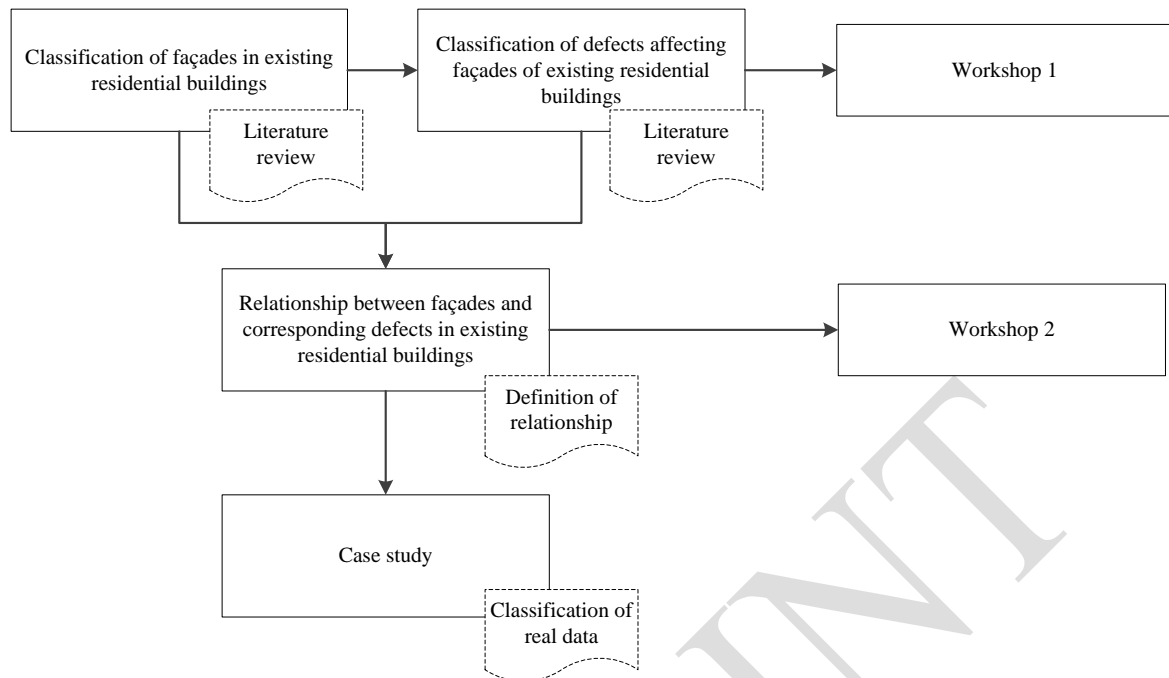 Classification of façades in existing
residential buildings
Literature
review
Classification of defects affecting
façades of existing residential
buildings
Literature
review
Workshop 1
Relationship between façades and
corresponding defects in existing
residential buildings
Definition of
relationship
Workshop 2
Case study
Classification of
real data